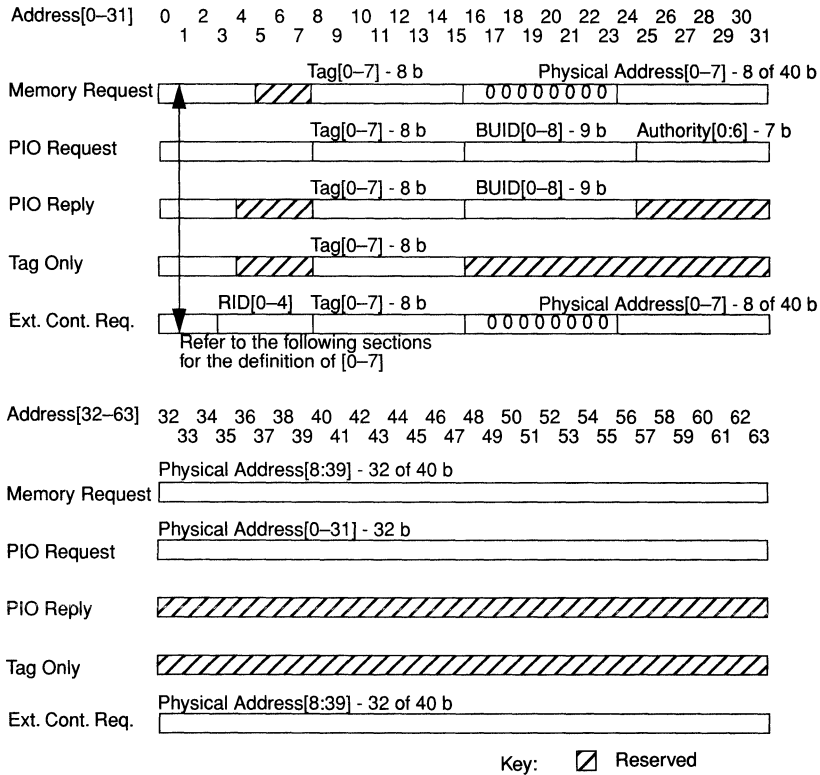 Address[0–31] 0 2 4 6 8 10 12 14 16 18 20 22 24 26 28 30
1 3 5 7 9 11 13 15 17 19 21 23 25 27 29 31
Tag[0–7] - 8 b Physical Address[0–7] - 8 of 40 b
Memory Request 0 0 0 0 0 0 0 0
Tag[0–7] - 8 b BUID[0–8] - 9 b Authority[0:6] - 7 b
PIO Request
Tag[0–7] - 8 b BUID[0–8] - 9 b
PIO Reply
Tag[0–7] - 8 b
Tag Only
RID[0–4] Tag[0–7] - 8 b Physical Address[0–7] - 8 of 40 b
Ext. Cont. Req. 0 0 0 0 0 0 0 0
Refer to the following sections
for the definition of [0–7]
Address[32–63] 32 34 36 38 40 42 44 46 48 50 52 54 56 58 60 62
33 35 37 39 41 43 45 47 49 51 53 55 57 59 61 63
Physical Address[8:39] - 32 of 40 b
Memory Request
Physical Address[0–31] - 32 b
PIO Request
PIO Reply
Tag Only
Physical Address[8:39] - 32 of 40 b
Ext. Cont. Req.
Key: Reserved